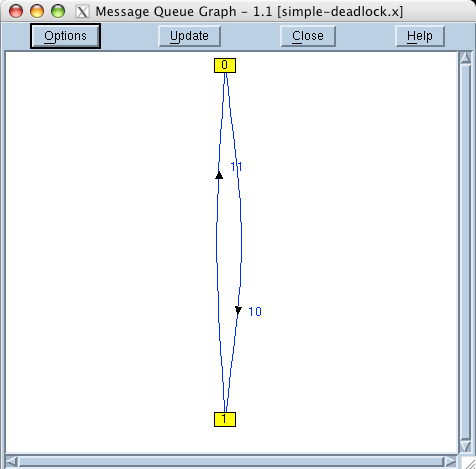 Message Queue Graph - 1.1 [simple-deadlock.x]
Options Update Close Help
0
11
10
1